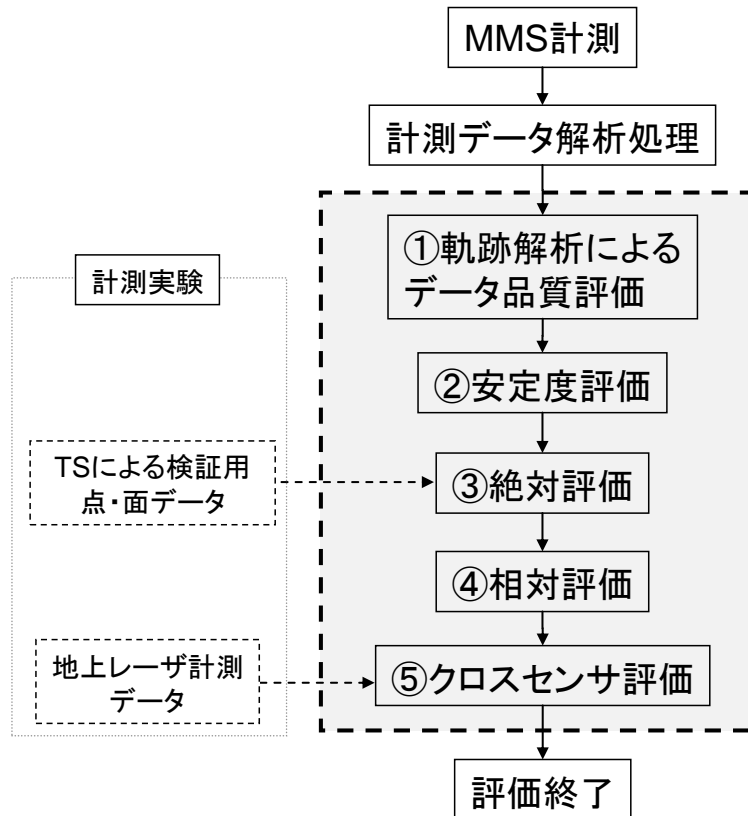 MMS計測
計測データ解析処理
①軌跡解析による
データ品質評価
計測実験
②安定度評価
TSによる検証用
点・面データ
③絶対評価
④相対評価
地上レーザ計測
データ
⑤クロスセンサ評価
評価終了